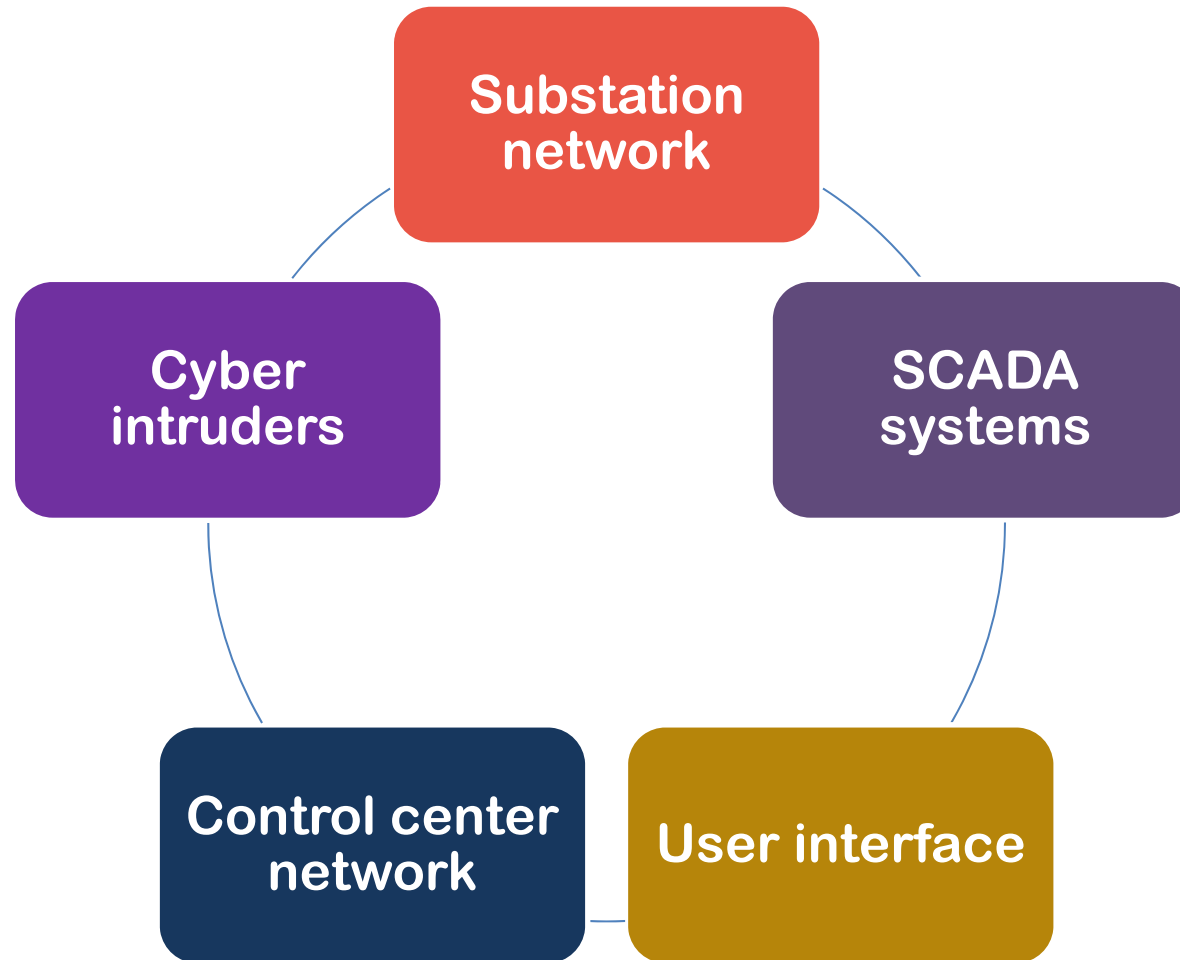 Substation
network
SCADA
systems
User interface
Control center
network
Cyber
intruders